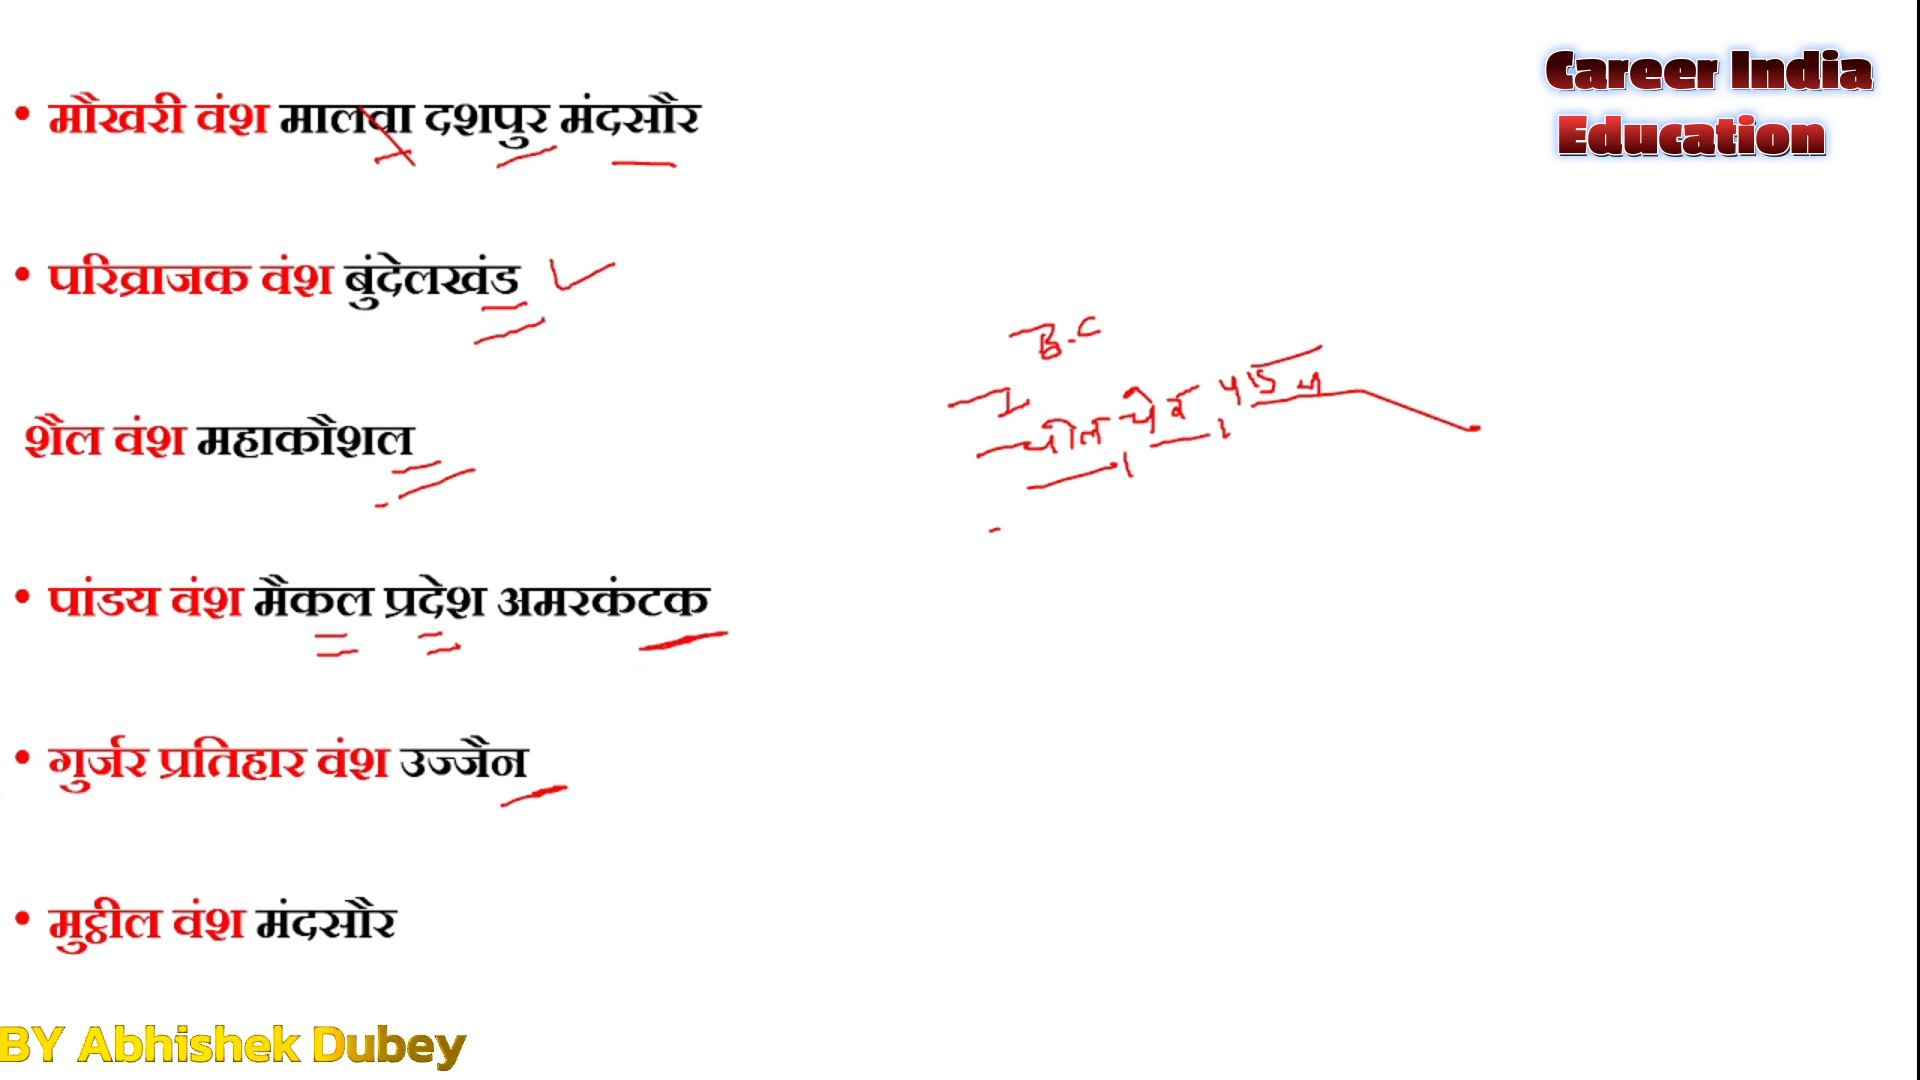 Career India
Education
• मौखरी वंश मालवा दशपुर मंदसौर
• परिव्राजक वंश बुंदेलखंड
शैल वंश महाकौशल
• पांडय वंश मैकल प्रदेश अमरकंटक
• गुर्जर प्रतिहार वंश उज्जैन
• मुट्ठील वंश मंदसौर
B.C
चोल चेर
BY Abhishek Dubey